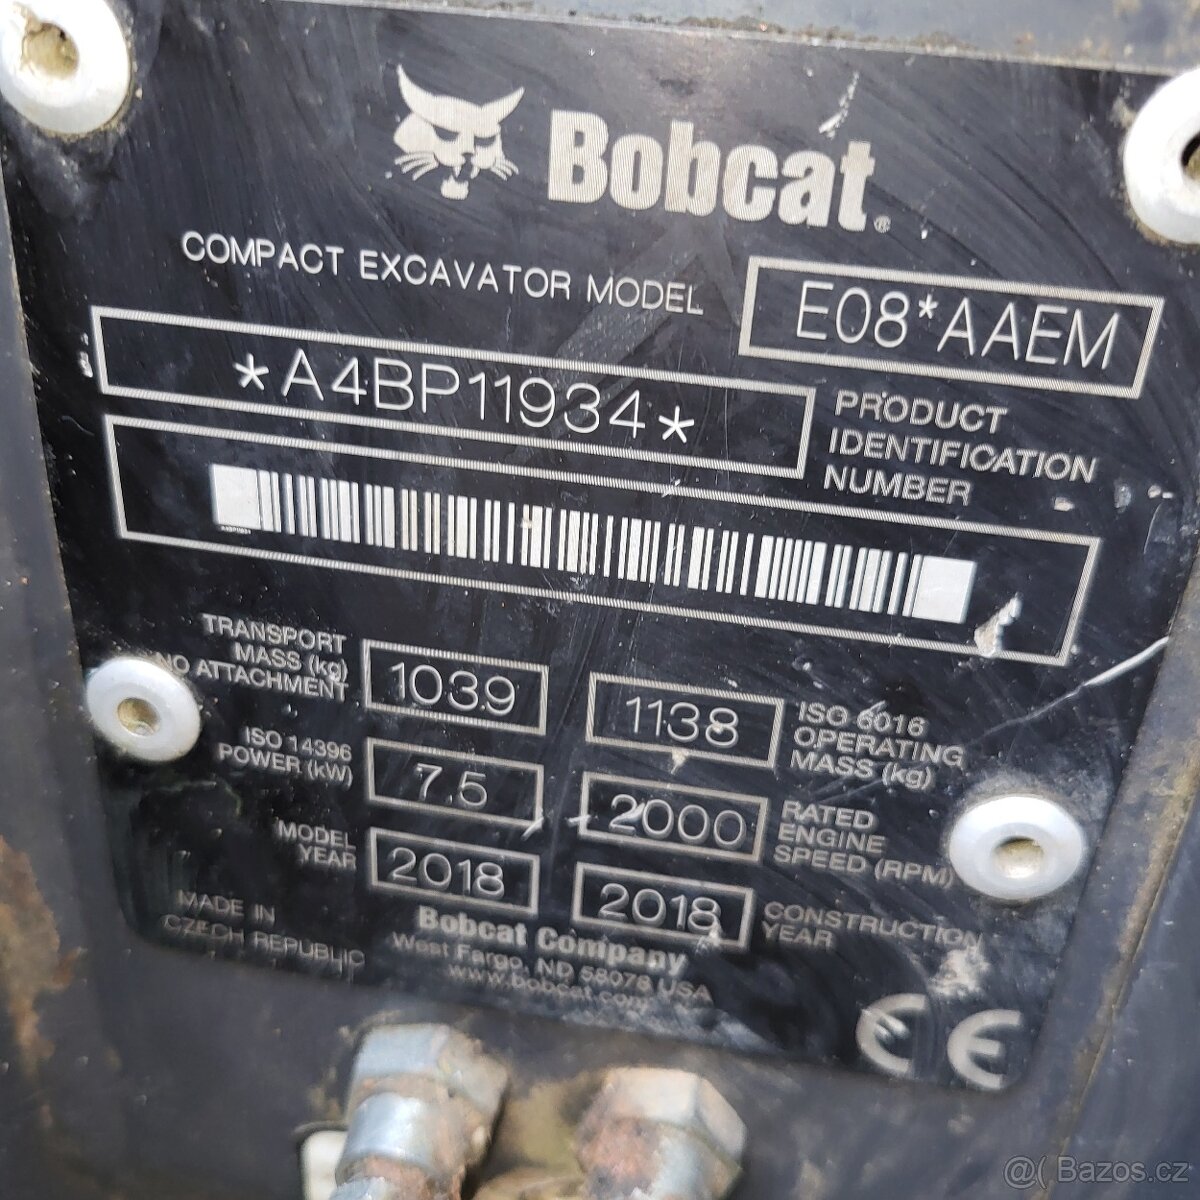 Bobcat®
COMPACT EXCAVATOR MODEL E08*AAEM
*A4BP11934*
PRODUCT
IDENTIFICATION
NUMBER
TRANSPORT
MASS (kg)
NO ATTACHMENT
1039
1138
ISO 6016
OPERATING
MASS (kg)
ISO 14396
POWER (kW)
7.5
2000
RATED
ENGINE
SPEED (RPM)
MODEL
YEAR
2018
2018
CONSTRUCTION
YEAR
MADE IN
CZECH REPUBLIC
Bobcat Company
West Fargo, ND 58078 USA
www.bobcat.com
CE
@( Bazos.cz